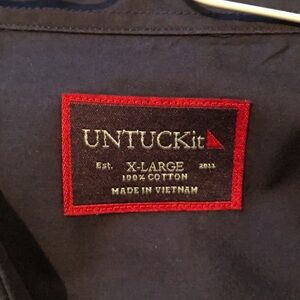 UNTUCKit
Est. X-LARGE 2011
100% COTTON
MADE IN VIETNAM